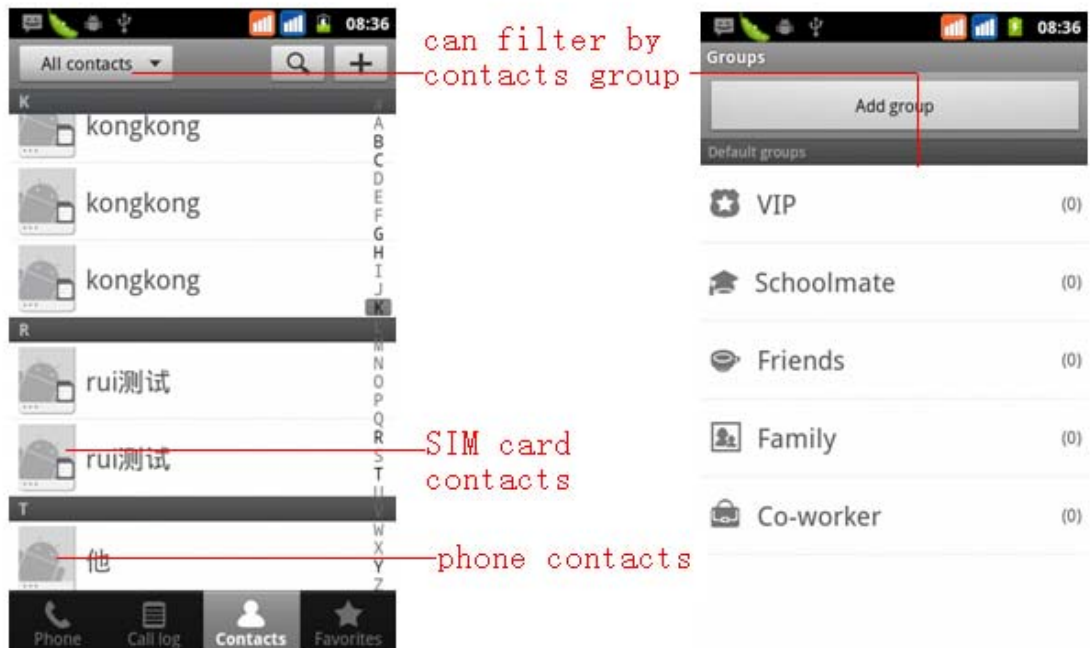 08:36
All contacts
K
kongkong
kongkong
kongkong
R
rui测试
rui测试
T
他
#
A
B
C
D
E
F
G
H
I
J
K
L
M
N
O
P
Q
R
S
T
U
V
W
X
Y
Z
Phone Call log Contacts Favorites
can filter by
contacts group
SIM card
contacts
phone contacts
08:36
Groups
Add group
Default groups
VIP (0)
Schoolmate (0)
Friends (0)
Family (0)
Co-worker (0)